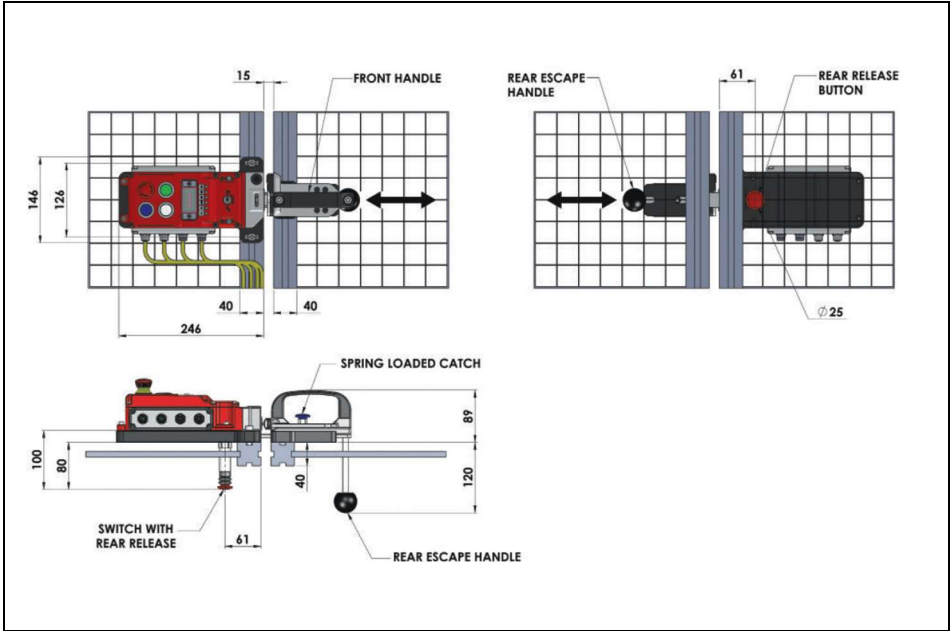 15
FRONT HANDLE
146
126
40
40
246
REAR ESCAPE
HANDLE
61
REAR RELEASE
BUTTON
∅25
SPRING LOADED CATCH
89
100
80
40
120
SWITCH WITH
REAR RELEASE
61
REAR ESCAPE HANDLE